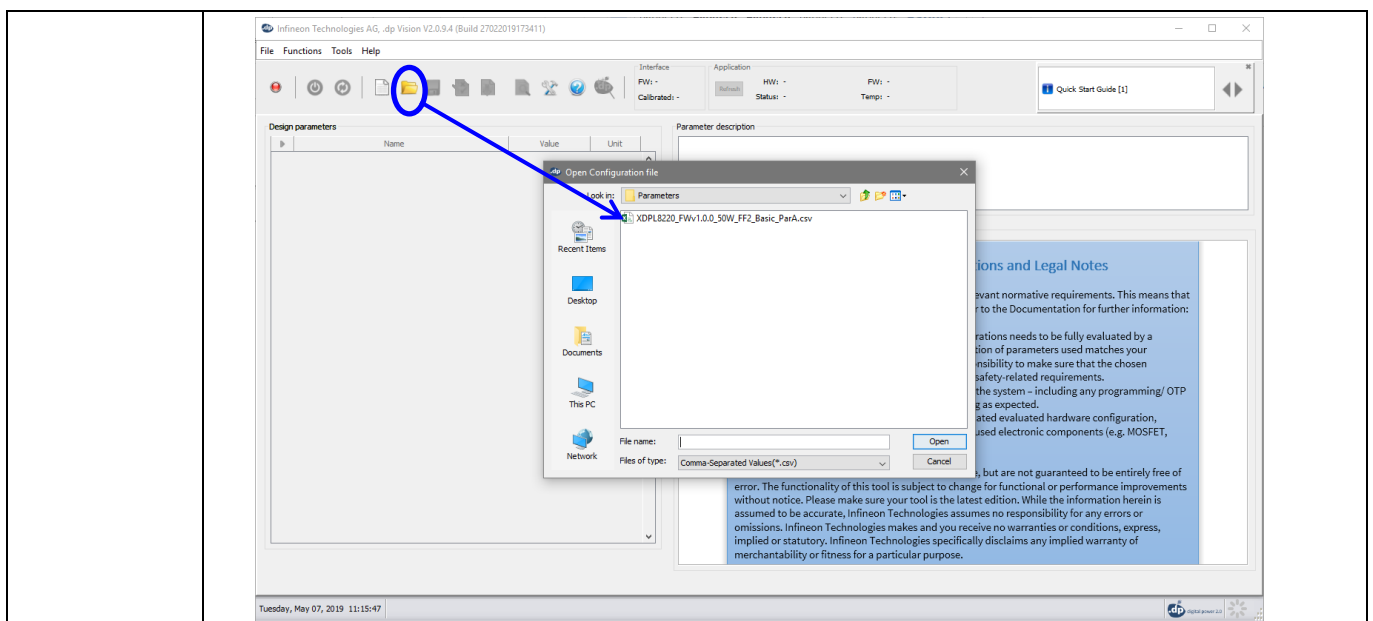 Infineon Technologies AG, .dp Vision V2.0.9.4 (Build 27022019173411)
File Functions Tools Help
Interface
FW: -
Calibrated: -
Application
Refresh
HW: -
FW: -
Status: -
Temp: -
Quick Start Guide [1]
Design parameters
Name Value Unit
Parameter description
.dp Open Configuration file
Look in: Parameters
XDPL8220_FWv1.0.0_50W_FF2_Basic_ParA.csv
Recent Items
Desktop
Documents
This PC
Network
File name:
Open
Files of type: Comma-Separated Values(*.csv)
Cancel
ions and Legal Notes
evant normative requirements. This means that
r to the Documentation for further information:
rations needs to be fully evaluated by a
tion of parameters used matches your
nsibility to make sure that the chosen
safety-related requirements.
the system – including any programming/ OTP
g as expected.
ated evaluated hardware configuration,
used electronic components (e.g. MOSFET,
, but are not guaranteed to be entirely free of
error. The functionality of this tool is subject to change for functional or performance improvements
without notice. Please make sure your tool is the latest edition. While the information herein is
assumed to be accurate, Infineon Technologies assumes no responsibility for any errors or
omissions. Infineon Technologies makes and you receive no warranties or conditions, express,
implied or statutory. Infineon Technologies specifically disclaims any implied warranty of
merchantability or fitness for a particular purpose.
Tuesday, May 07, 2019 11:15:47
.dp digital power 2.0